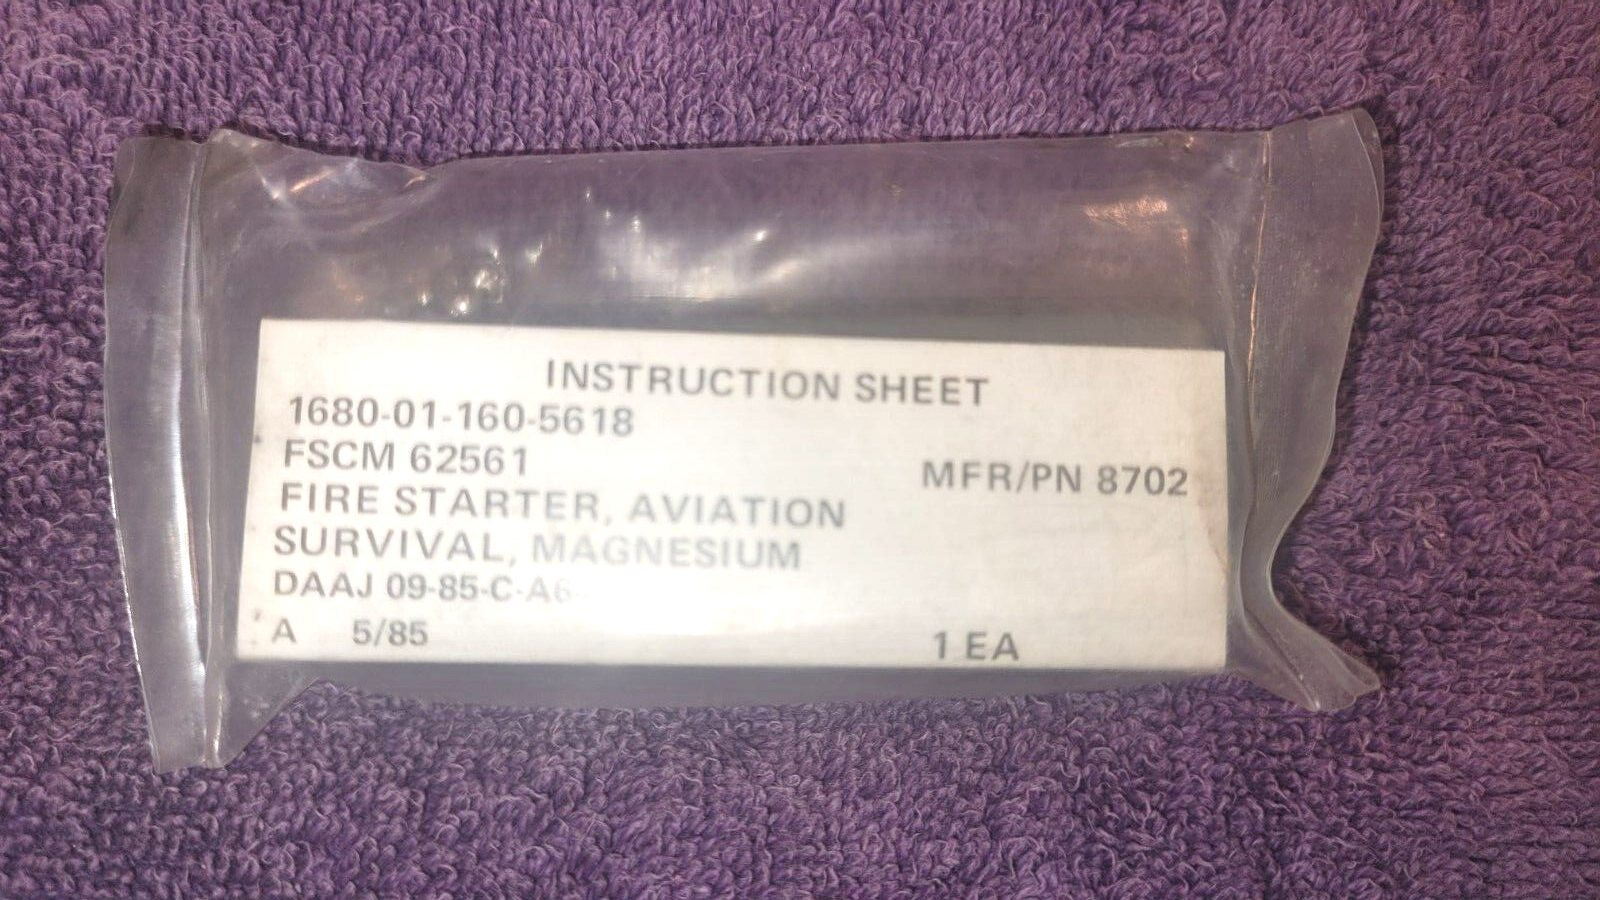 INSTRUCTION SHEET
1680-01-160-5618
FSCM 62561 MFR/PN 8702
FIRE STARTER, AVIATION
SURVIVAL, MAGNESIUM
DAAJ 09-85-C-A6
A 5/85 1 EA